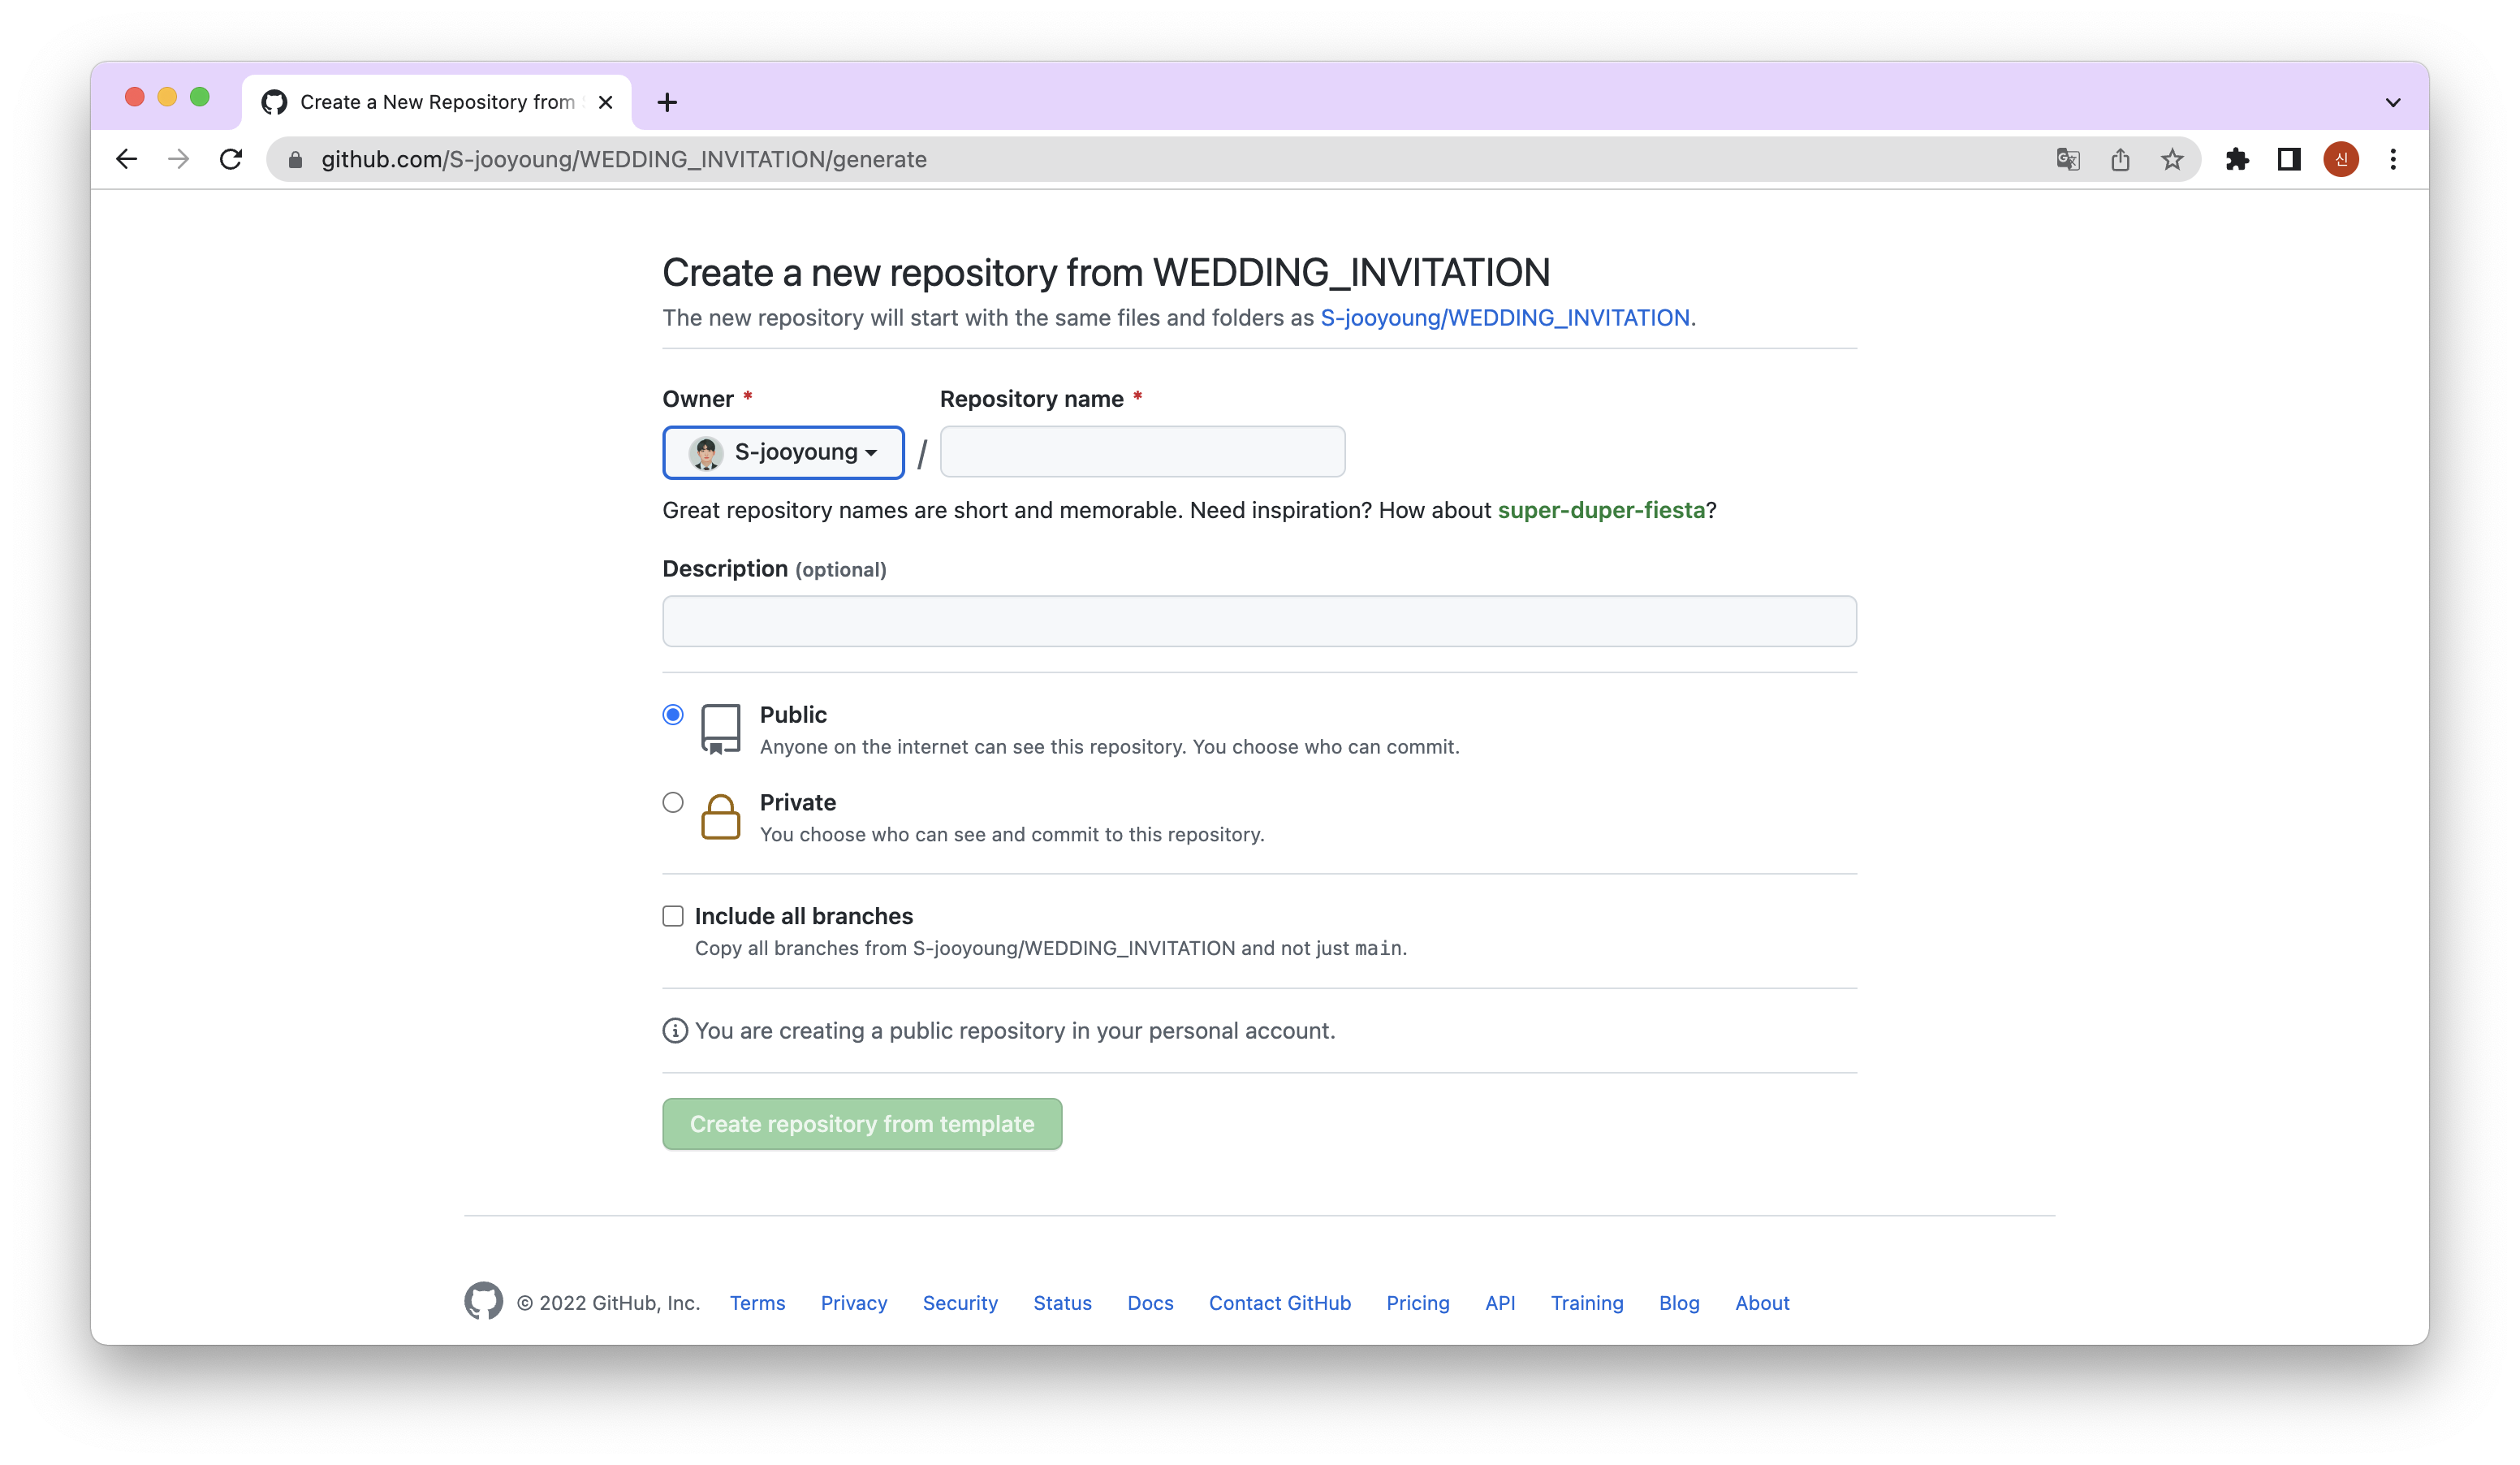 Create a New Repository from
github.com/S-jooyoung/WEDDING_INVITATION/generate
신
Create a new repository from WEDDING_INVITATION
The new repository will start with the same files and folders as S-jooyoung/WEDDING_INVITATION.
Owner * Repository name *
S-jooyoung /
Great repository names are short and memorable. Need inspiration? How about super-duper-fiesta?
Description (optional)
Public
Anyone on the internet can see this repository. You choose who can commit.
Private
You choose who can see and commit to this repository.
Include all branches
Copy all branches from S-jooyoung/WEDDING_INVITATION and not just main.
You are creating a public repository in your personal account.
Create repository from template
© 2022 GitHub, Inc. Terms Privacy Security Status Docs Contact GitHub Pricing API Training Blog About